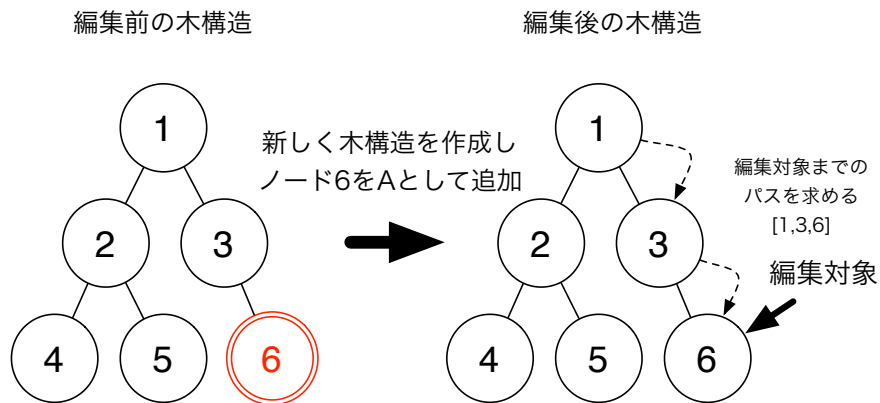 編集前の木構造
編集後の木構造
1
2
3
4
5
6
新しく木構造を作成し
ノード6をAとして追加
1
2
3
4
5
6
編集対象までの
パスを求める
[1,3,6]
編集対象